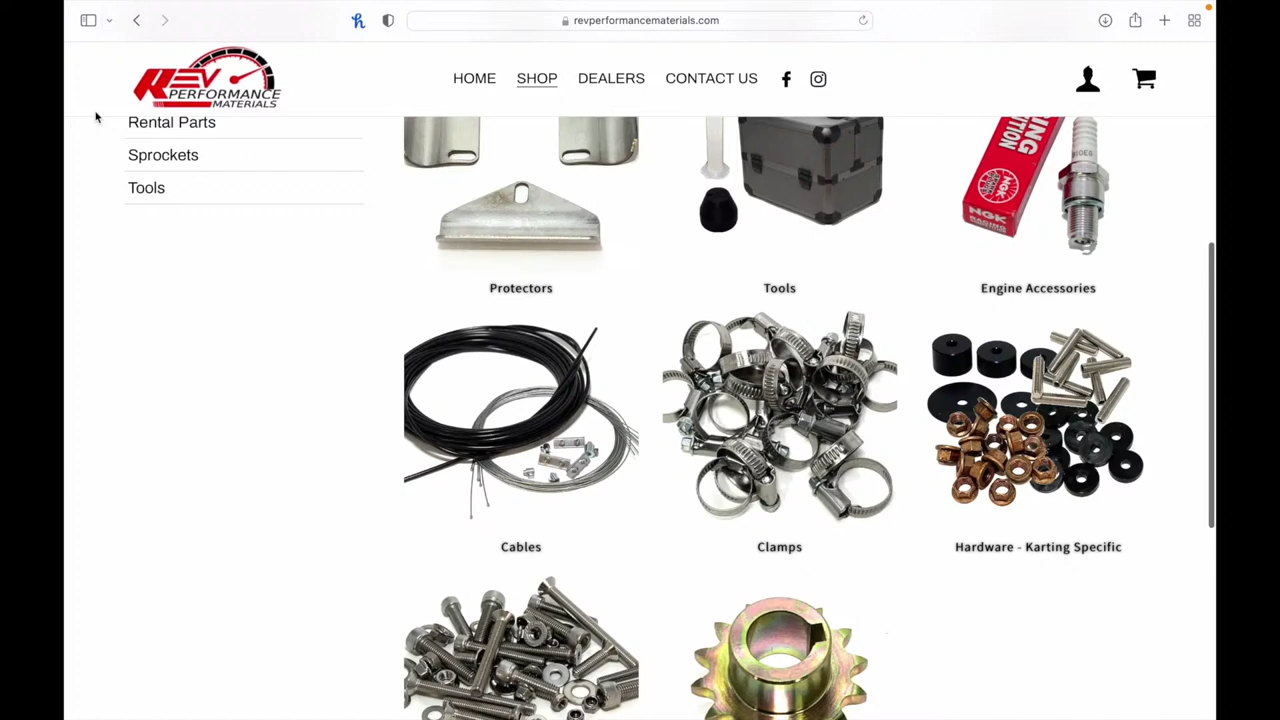 revperformancematerials.com
REV
PERFORMANCE
MATERIALS
HOME
SHOP
DEALERS
CONTACT US
Rental Parts
Sprockets
Tools
NGK
Protectors
Tools
Engine Accessories
Cables
Clamps
Hardware - Karting Specific